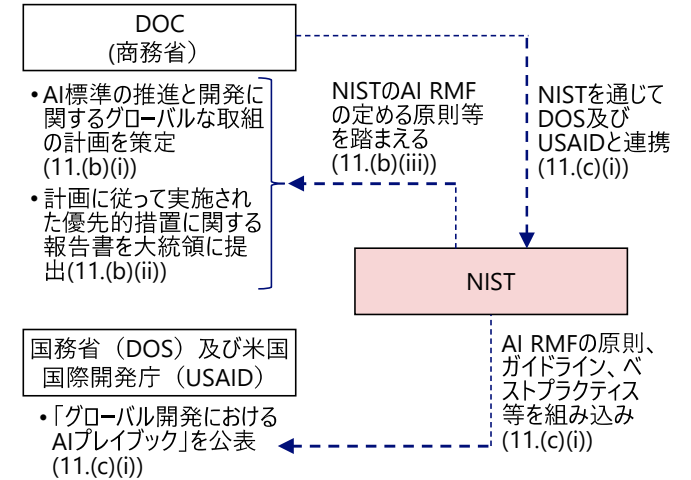 DOC
(商務省）
• AI標準の推進と開発に
関するグローバルな取組
の計画を策定
(11.(b)(i))
• 計画に従って実施され
た優先的措置に関する
報告書を大統領に提
出(11.(b)(ii))
NISTのAI RMF
の定める原則等
を踏まえる
(11.(b)(iii))
NISTを通じて
DOS及び
USAIDと連携
(11.(c)(i))
NIST
国務省（DOS）及び米国
国際開発庁（USAID）
• 「グローバル開発における
AIプレイブック」を公表
(11.(c)(i))
AI RMFの原則、
ガイドライン、ベ
ストプラクティス
等を組み込み
(11.(c)(i))